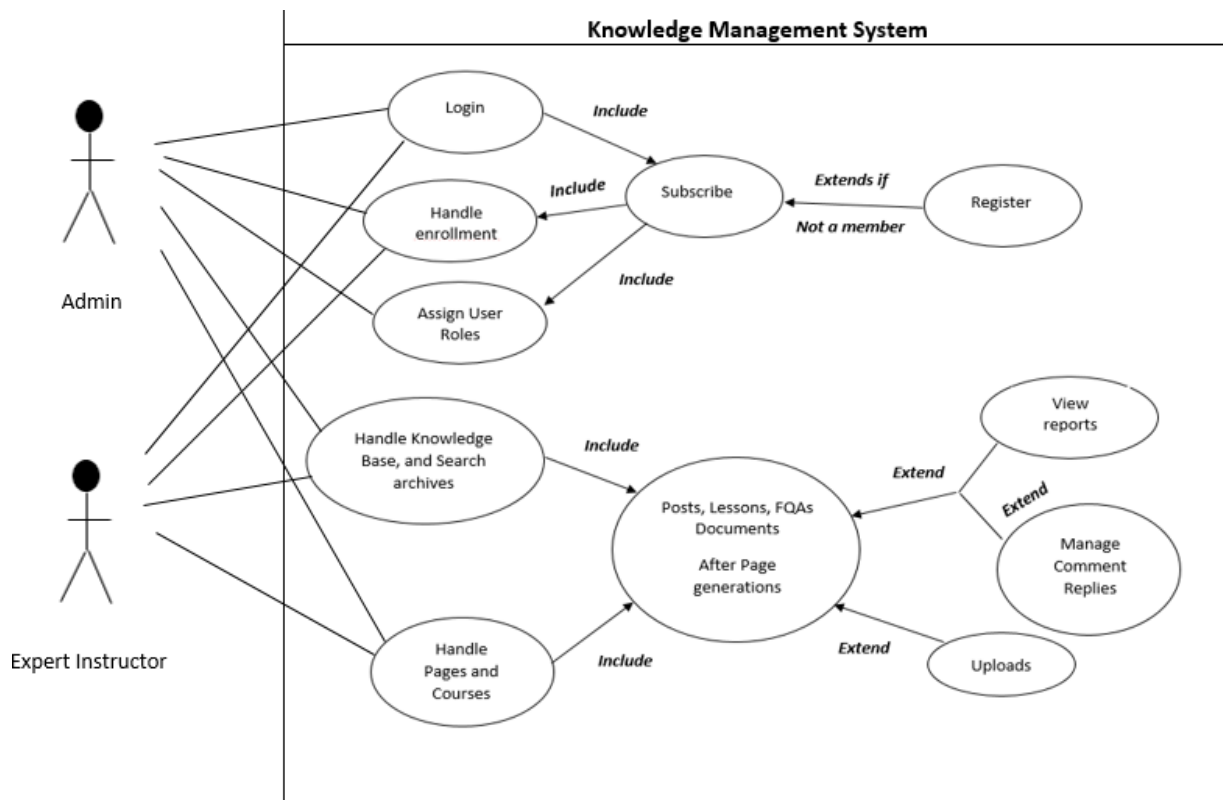 Knowledge Management System
Login
Include
Subscribe
Extends if
Not a member
Register
Include
Handle
enrollment
Include
Assign User
Roles
Admin
View
reports
Handle Knowledge
Base, and Search
archives
Include
Extend
Extend
Posts, Lessons, FQAs
Documents
After Page
generations
Manage
Comment
Replies
Expert Instructor
Handle
Pages and
Courses
Include
Extend
Uploads